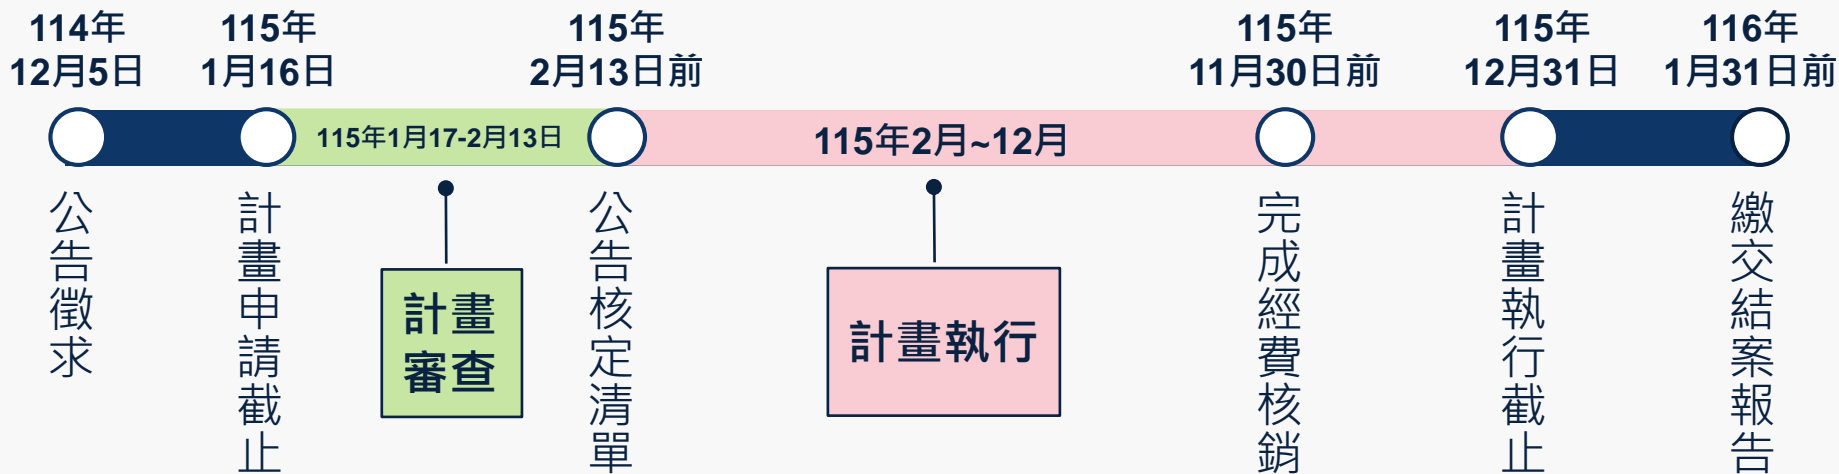 114年
12月5日
115年
1月16日
115年
2月13日前
115年
11月30日前
115年
12月31日
116年
1月31日前
115年1月17-2月13日
115年2月~12月
公告徵求
計畫申請截止
計畫
審查
公告核定清單
計畫執行
完成經費核銷
計畫執行截止
繳交結案報告